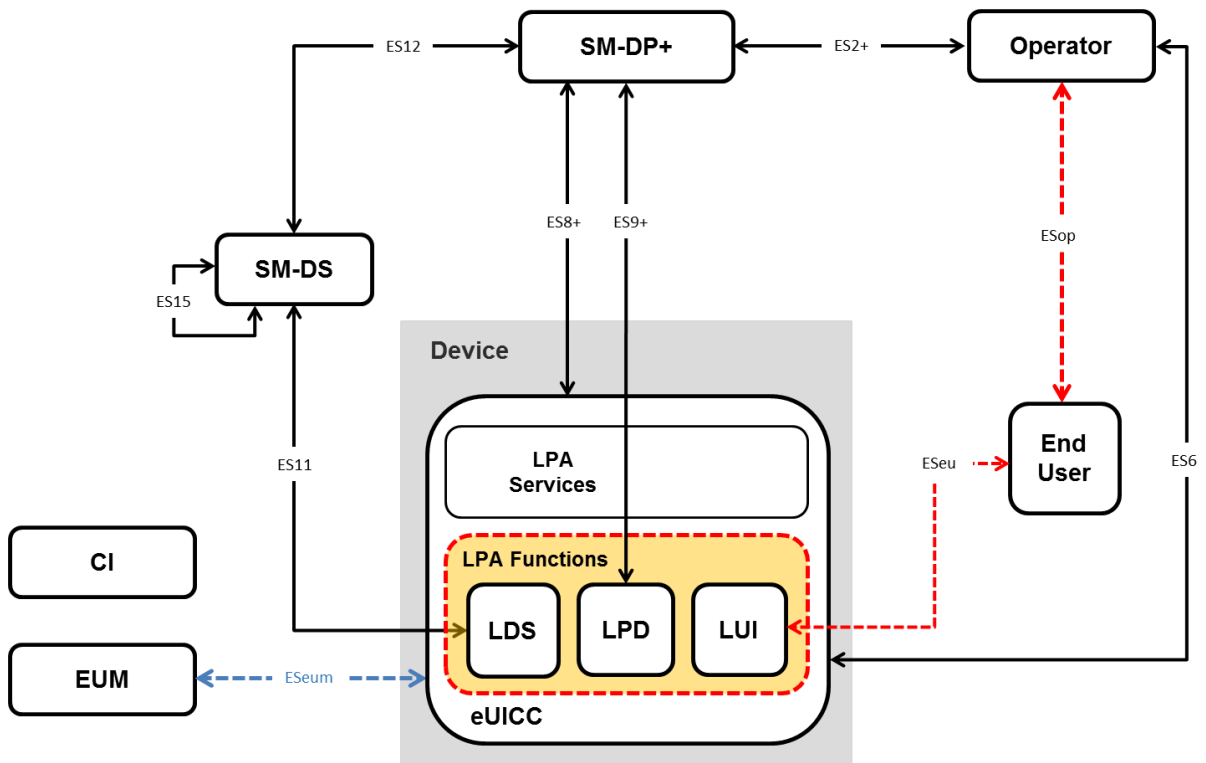 ES12
SM-DP+
ES2+
Operator
ES8+
ES9+
ESop
SM-DS
ES15
Device
ES11
LPA
Services
ESeu
End
User
ES6
LPA Functions
CI
LDS
LPD
LUI
EUM
ESeum
eUICC